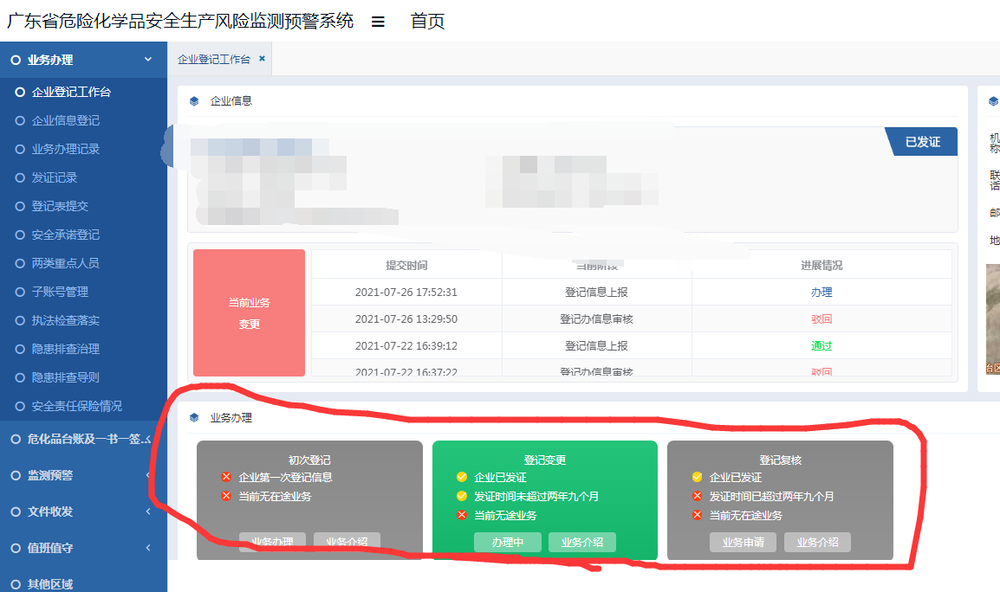 广东省危险化学品安全生产风险监测预警系统 首页
业务办理
企业登记工作台
企业信息登记
业务办理记录
发证记录
登记表提交
安全承诺登记
两类重点人员
子账号管理
执法检查落实
隐患排查治理
隐患排查导则
安全责任保险情况
危化品台账及一书一签...
监测预警
文件收发
值班值守
其他区域
企业登记工作台 ×
企业信息
已发证
当前业务
变更
提交时间 当前阶段 进展情况
2021-07-26 17:52:31 登记信息上报 办理
2021-07-26 13:29:50 登记办信息审核 驳回
2021-07-22 16:39:12 登记信息上报 通过
2021-07-22 16:37:22 登记办信息审核 驳回
业务办理
初次登记
企业第一次登记信息
当前无在途业务
业务办理 业务介绍
登记变更
企业已发证
发证时间未超过两年九个月
当前无途业务
办理中 业务介绍
登记复核
企业已发证
发证时间已超过两年九个月
当前无在途业务
业务申请 业务介绍
机
称
联
话
邮
地